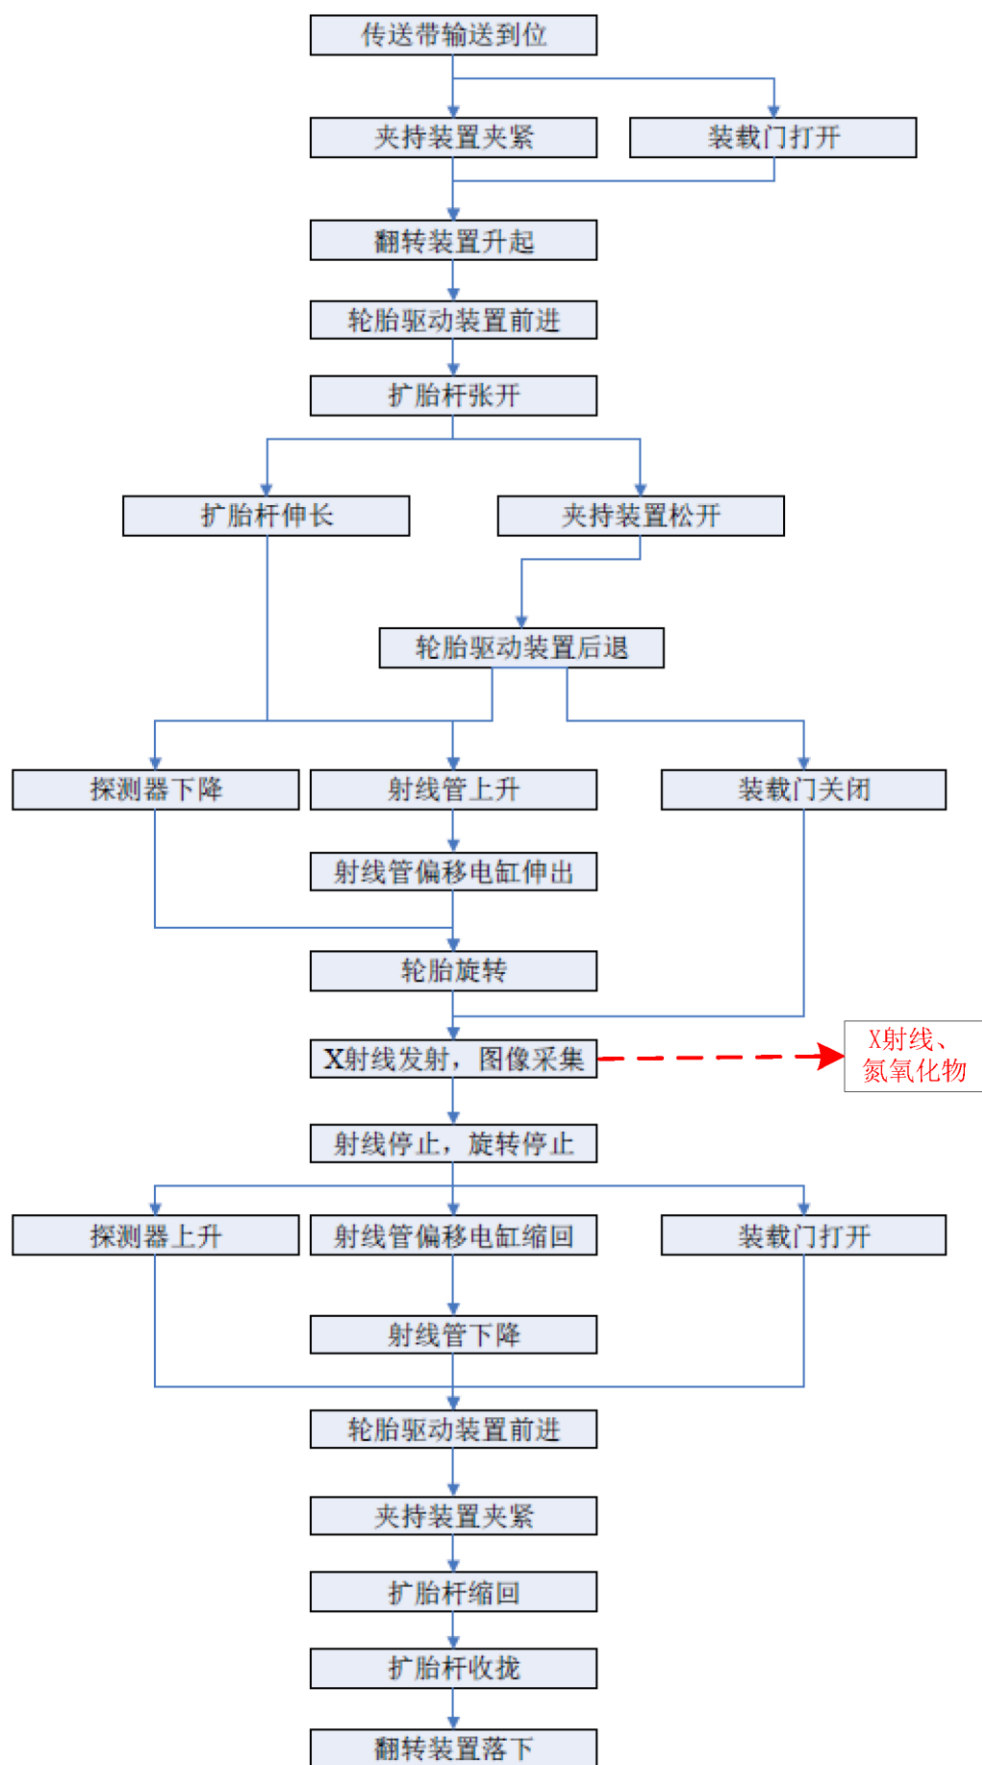 传送带输送到位
夹持装置夹紧
装载门打开
翻转装置升起
轮胎驱动装置前进
扩胎杆张开
扩胎杆伸长
夹持装置松开
轮胎驱动装置后退
探测器下降
射线管上升
装载门关闭
射线管偏移电缸伸出
轮胎旋转
X射线发射，图像采集
X射线、
氮氧化物
射线停止，旋转停止
探测器上升
射线管偏移电缸缩回
装载门打开
射线管下降
轮胎驱动装置前进
夹持装置夹紧
扩胎杆缩回
扩胎杆收拢
翻转装置落下